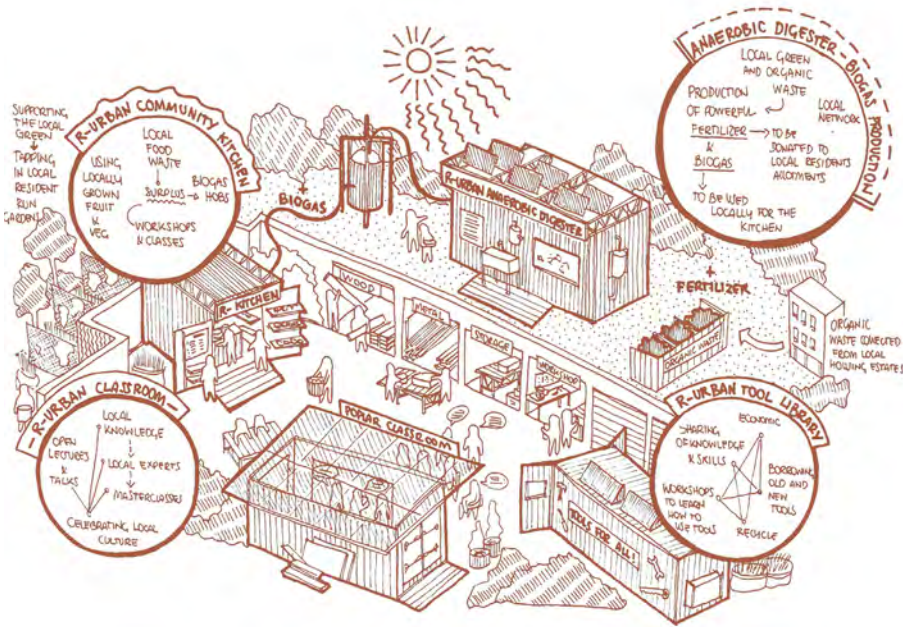 SUPPORTING
THE LOCAL
GREEN
TAPPING
IN LOCAL
RESIDENT
RUN
GARDENS
R-URBAN COMMUNITY KITCHEN
LOCAL
FOOD
WASTE
SURPLUS
BIOGAS
HOBS
USING
LOCALLY
GROWN
FRUIT
&
VEG
WORKSHOPS
& CLASSES
+
BIOGAS
R-URBAN ANAEROBIC DIGESTER
ANAEROBIC DIGESTER - BIOGAS PRODUCTION
LOCAL GREEN
AND ORGANIC
WASTE
PRODUCTION
OF POWERFUL
FERTILIZER
&
BIOGAS
LOCAL
NETWORK
TO BE
DONATED TO
LOCAL RESIDENTS
ALLOTMENTS
TO BE USED
LOCALLY FOR THE
KITCHEN
+
FERTILIZER
ORGANIC WASTE
ORGANIC
WASTE COLLECTED
FROM LOCAL
HOUSING ESTATES
R-KITCHEN
WOOD
METAL
STORAGE
WORKSHOP
R-URBAN CLASSROOM
LOCAL
KNOWLEDGE
LOCAL EXPERTS
MASTERCLASSES
OPEN
LECTURES
&
TALKS
CELEBRATING LOCAL
CULTURE
POPLAR CLASSROOM
TOOLS FOR ALL!
R-URBAN TOOL LIBRARY
ECONOMIC
SHARING
OF KNOWLEDGE
& SKILLS
BORROWING
OLD AND
NEW
TOOLS
WORKSHOPS
TO LEARN
HOW TO
USE TOOLS
RECYCLE